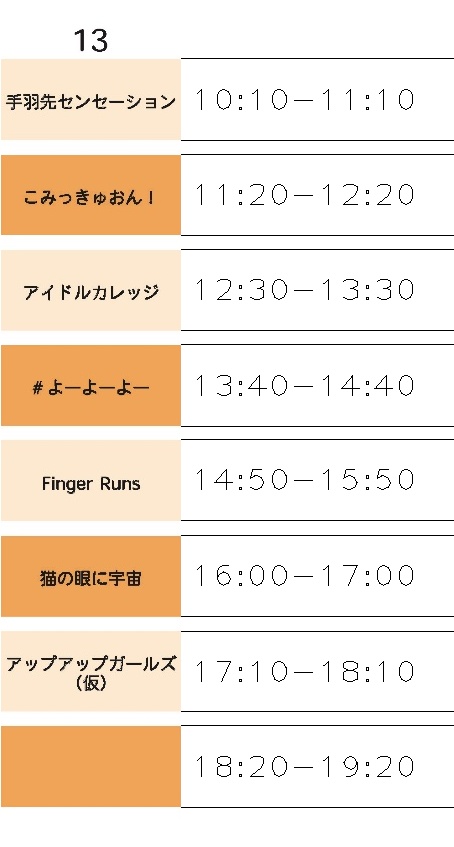 13
手羽先センセーション
10:10−11:10
こみっきゅおん！
11:20−12:20
アイドルカレッジ
12:30−13:30
#よーよーよー
13:40−14:40
Finger Runs
14:50−15:50
猫の眼に宇宙
16:00−17:00
アップアップガールズ
（仮）
17:10−18:10
18:20−19:20